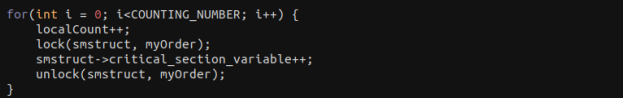 for(int i = 0; i<COUNTING_NUMBER; i++) {
    localCount++;
    lock(smstruct, myOrder);
    smstruct->critical_section_variable++;
    unlock(smstruct, myOrder);
}